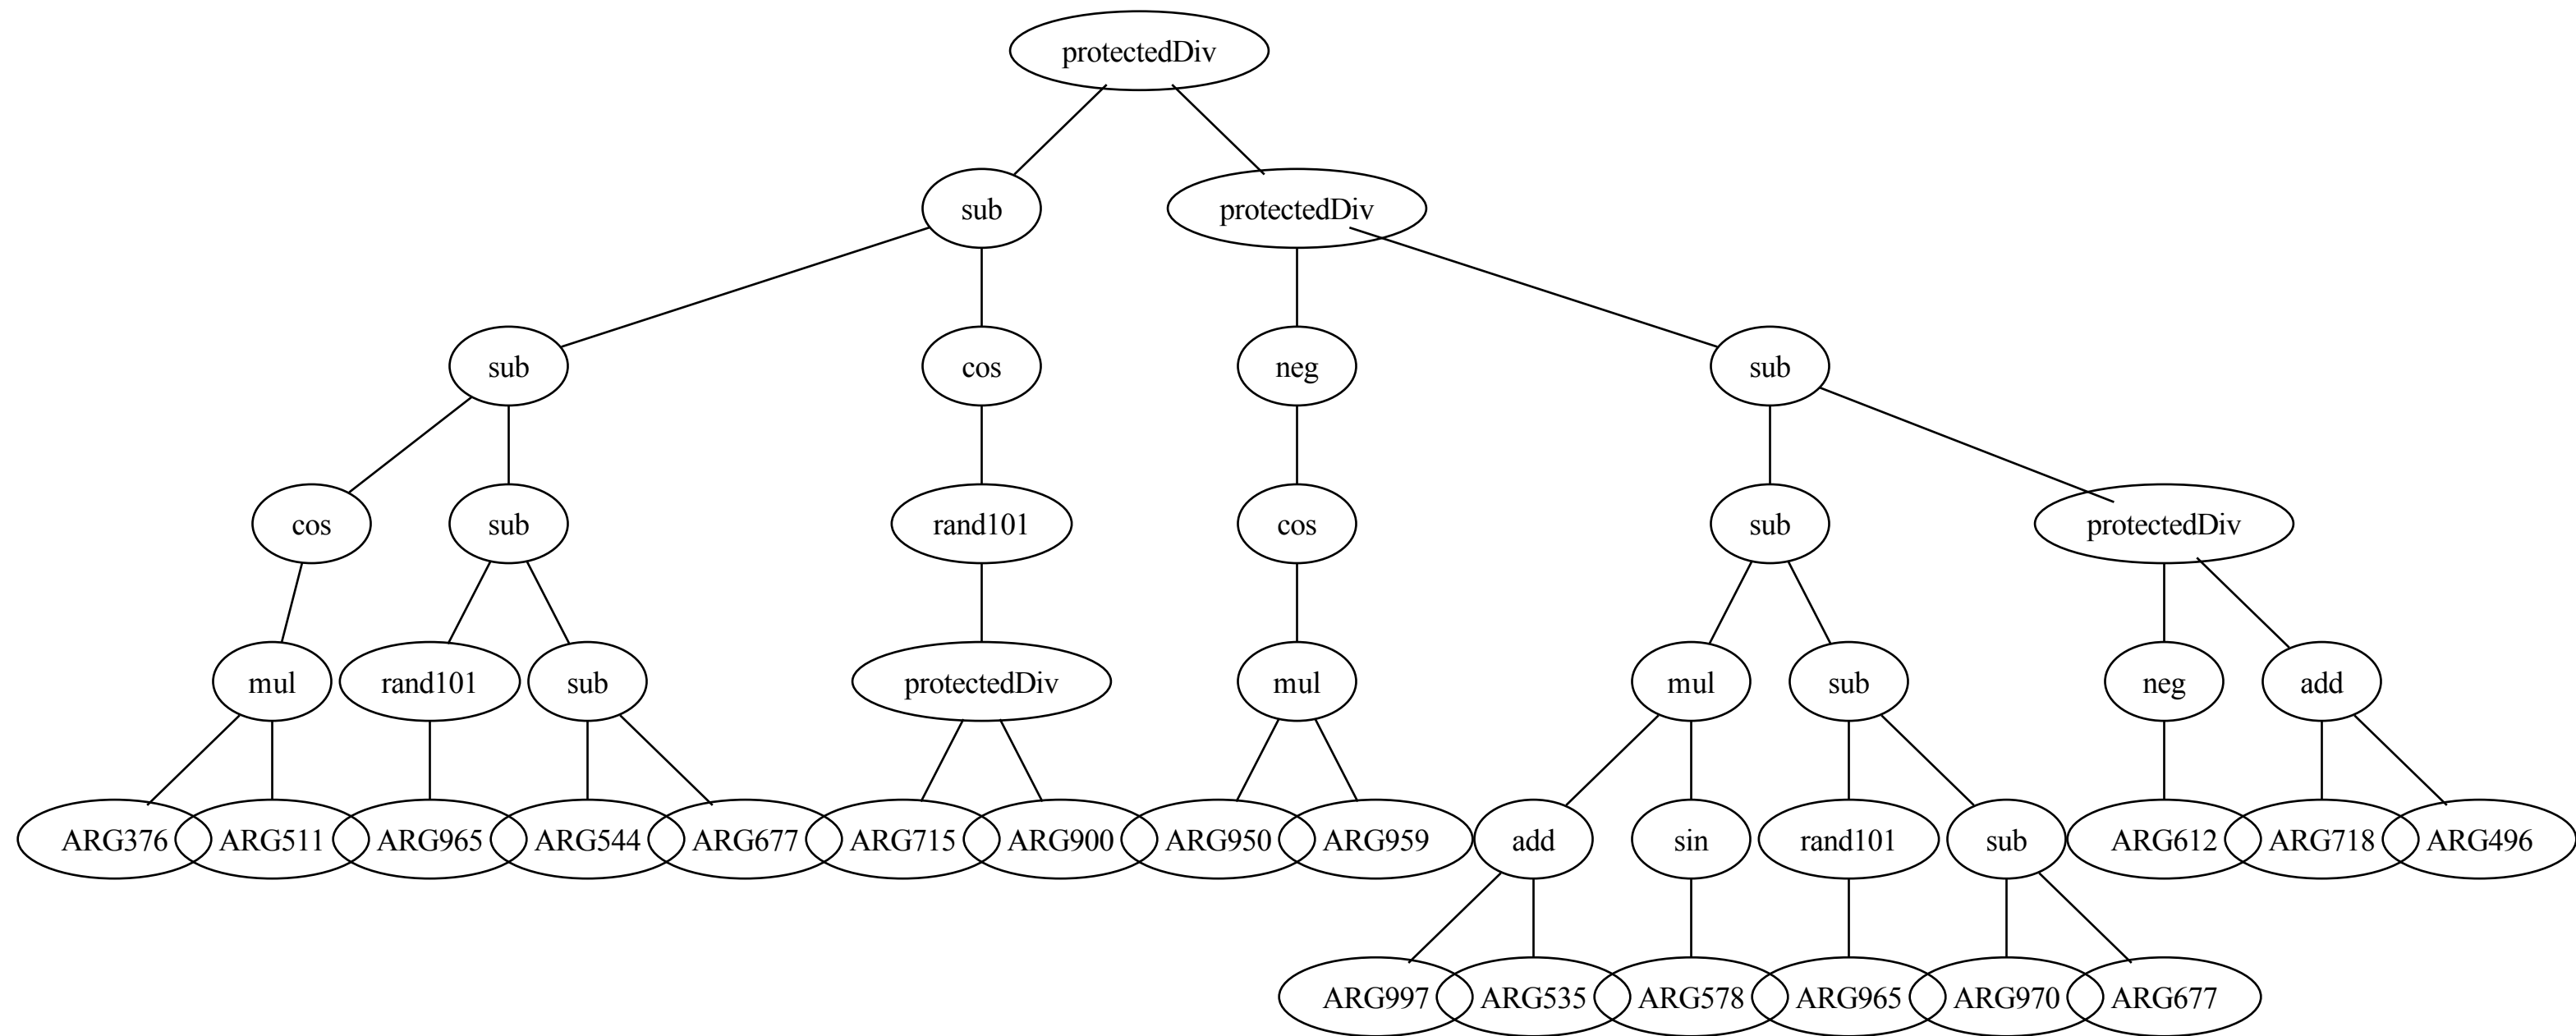 protectedDiv
sub protectedDiv
sub cos neg sub
cos sub rand101 cos sub protectedDiv
mul rand101 sub protectedDiv mul mul sub neg add
ARG376 ARG511 ARG965 ARG544 ARG677 ARG715 ARG900 ARG950 ARG959 add sin rand101 sub ARG612 ARG718 ARG496
ARG997 ARG535 ARG578 ARG965 ARG970 ARG677